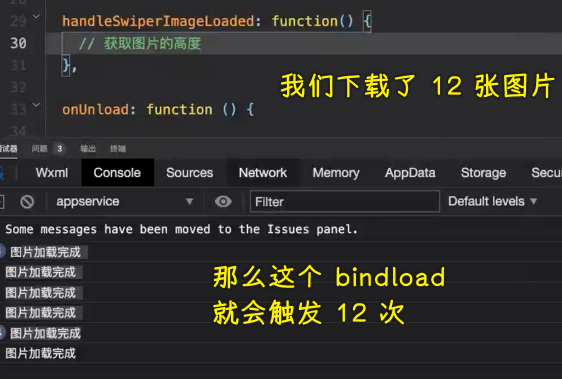 29 handleSwiperImageLoaded: function() {
30 // 获取图片的高度
31 },
我们下载了 12 张图片
32
33 onUnload: function () {
34
问题 3 输出 终端
Wxml Console Sources Network Memory AppData Storage Secu
appservice Filter Default levels
Some messages have been moved to the Issues panel.
图片加载完成
图片加载完成
图片加载完成
图片加载完成
图片加载完成
图片加载完成
那么这个 bindload
就会触发 12 次